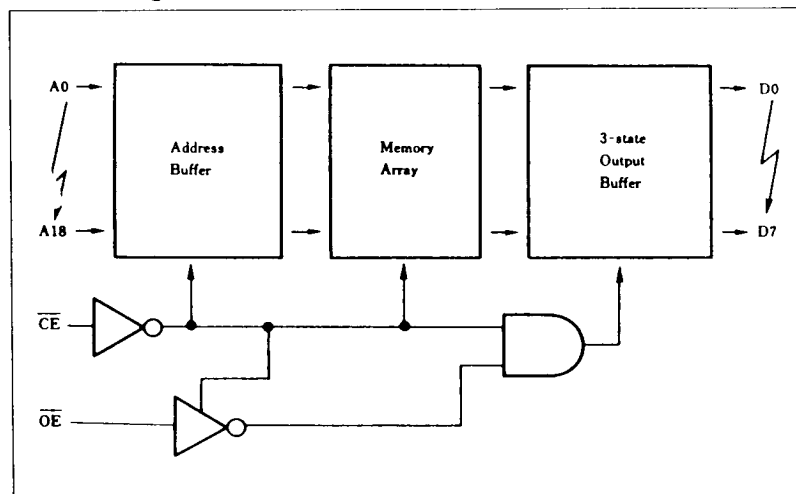 A0
Address
Buffer
Memory
Array
3-state
Output
Buffer
D0
A18
D7
CE
OE